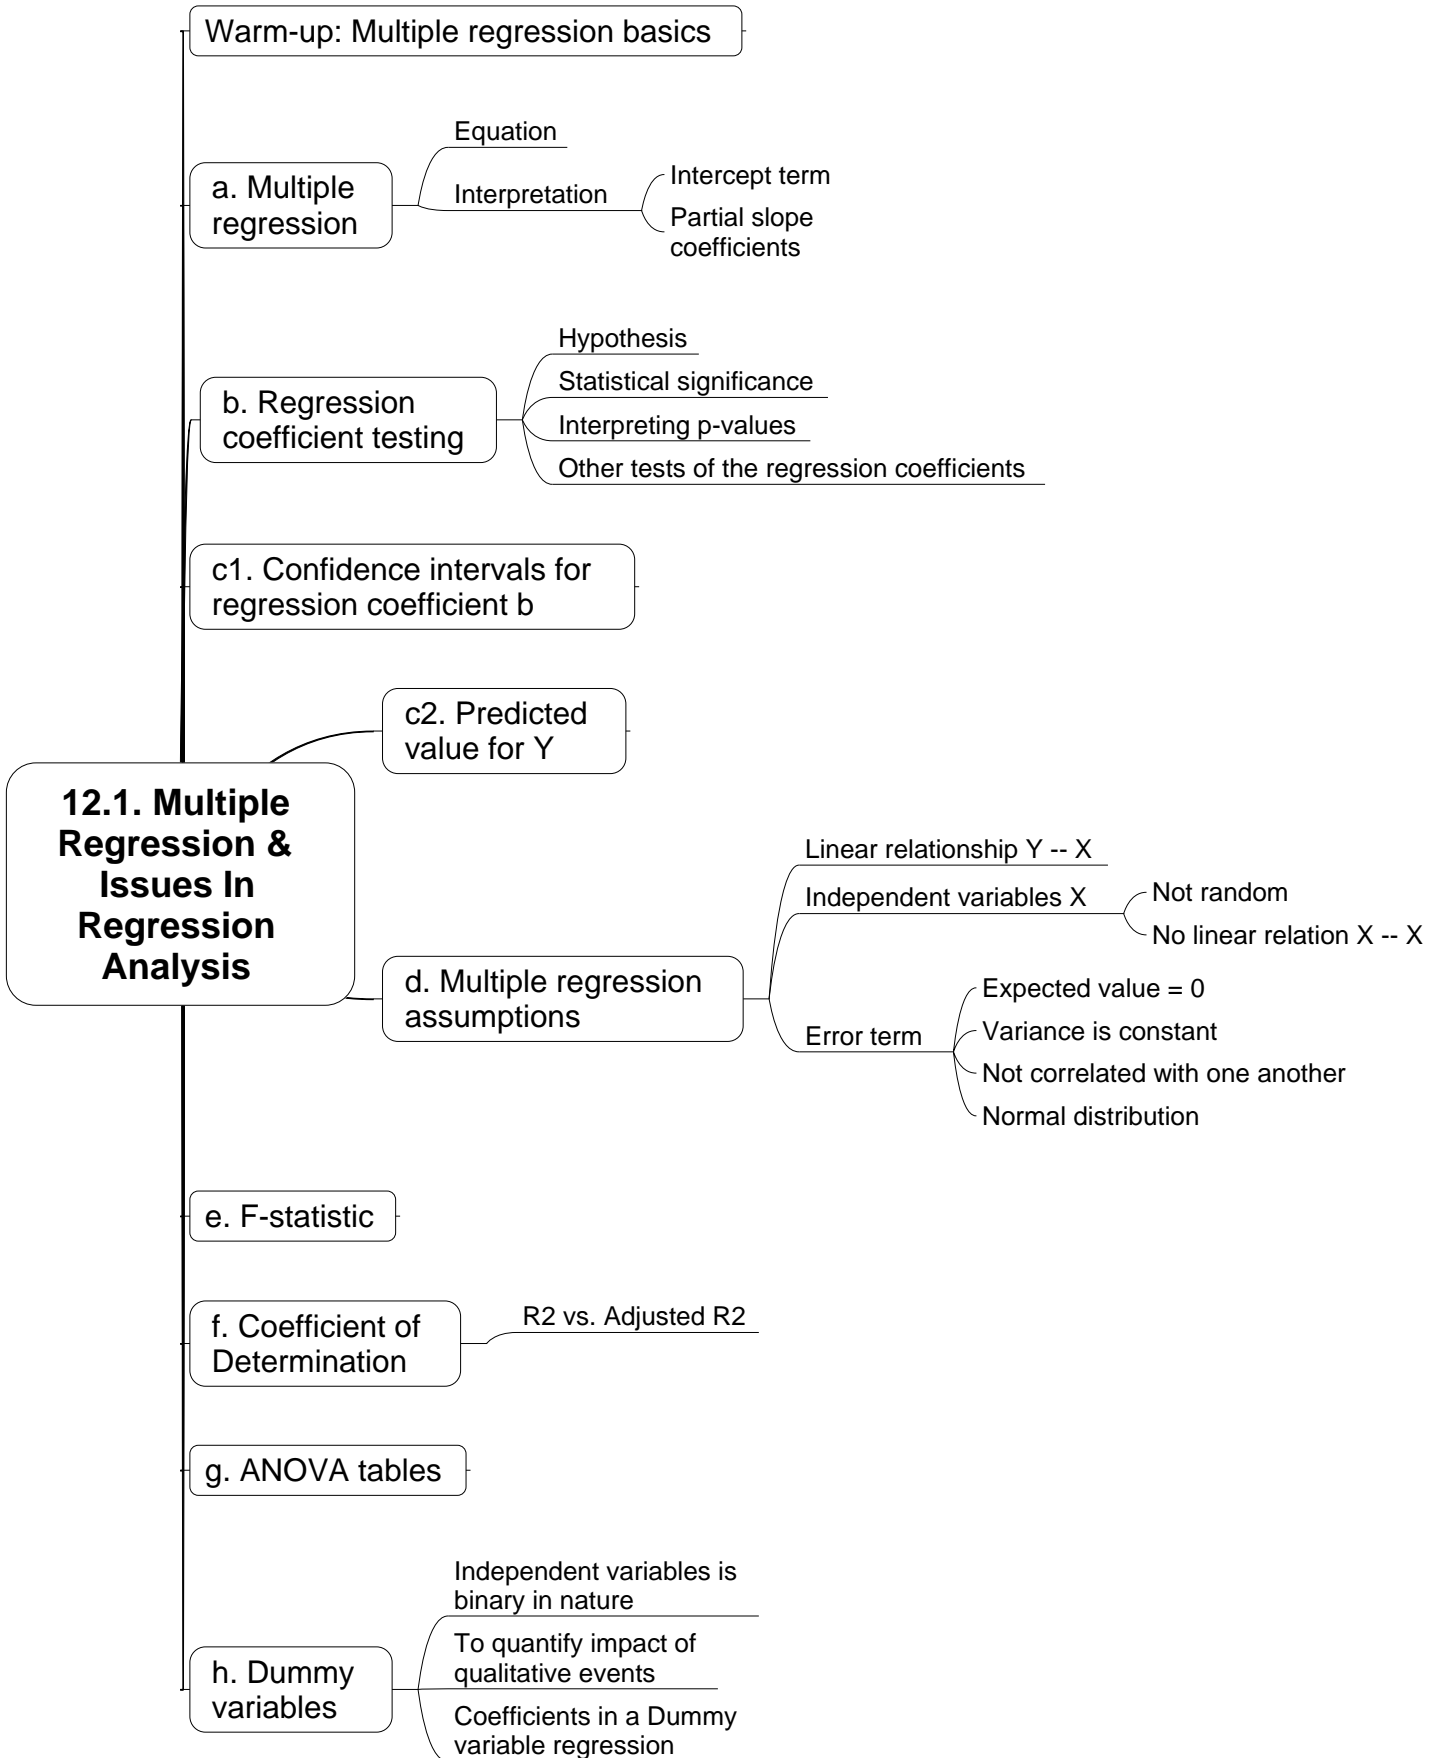 Warm-up: Multiple regression basics
a. Multiple
regression
Equation
Interpretation
Intercept term
Partial slope
coefficients
b. Regression
coefficient testing
Hypothesis
Statistical significance
Interpreting p-values
Other tests of the regression coefficients
c1. Confidence intervals for
regression coefficient b
c2. Predicted
value for Y
12.1. Multiple
Regression &
Issues In
Regression
Analysis
d. Multiple regression
assumptions
Linear relationship Y -- X
Independent variables X
Not random
No linear relation X -- X
Error term
Expected value = 0
Variance is constant
Not correlated with one another
Normal distribution
e. F-statistic
f. Coefficient of
Determination
R2 vs. Adjusted R2
g. ANOVA tables
h. Dummy
variables
Independent variables is
binary in nature
To quantify impact of
qualitative events
Coefficients in a Dummy
variable regression